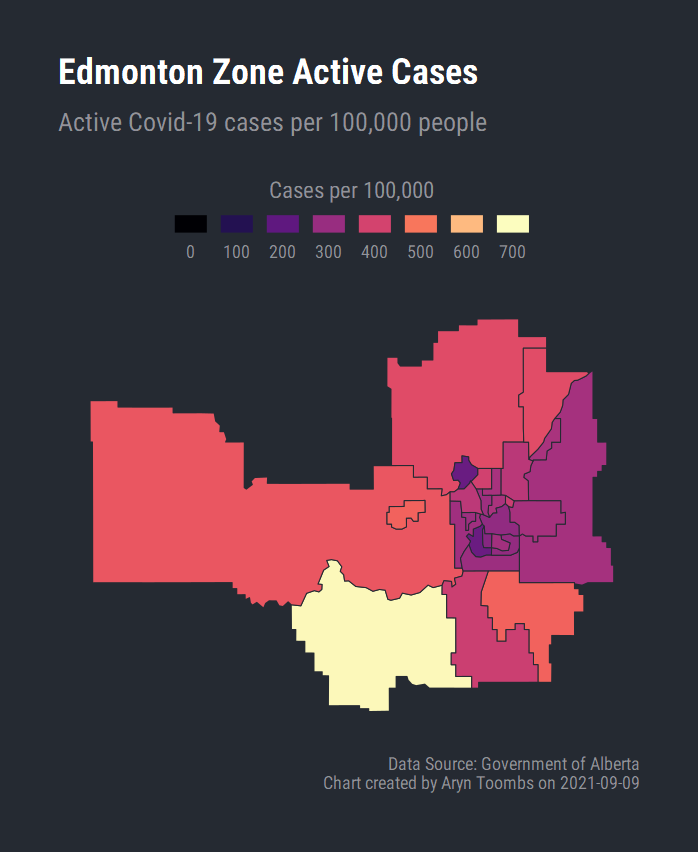 Edmonton Zone Active Cases
Active Covid-19 cases per 100,000 people
Cases per 100,000
0 100 200 300 400 500 600 700
Data Source: Government of Alberta
Chart created by Aryn Toombs on 2021-09-09